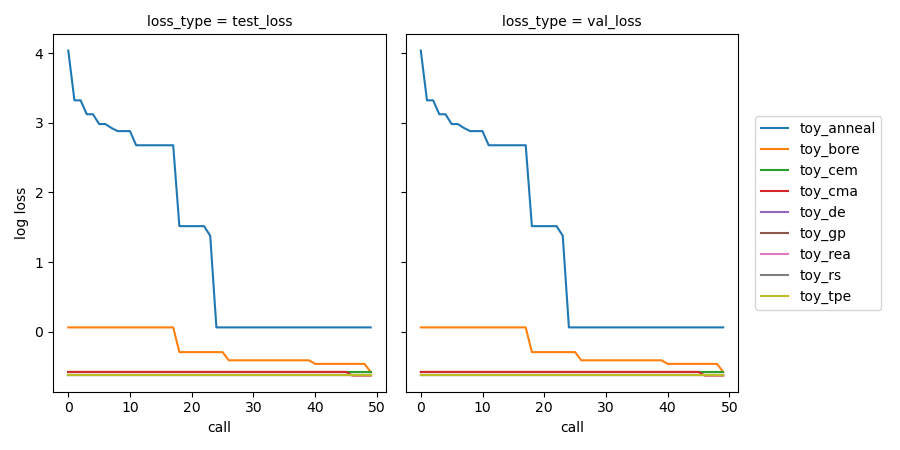 loss_type = test_loss
loss_type = val_loss
4
3
2
1
0
log loss
0
10
20
30
40
50
call
0
10
20
30
40
50
call
toy_anneal
toy_bore
toy_cem
toy_cma
toy_de
toy_gp
toy_rea
toy_rs
toy_tpe